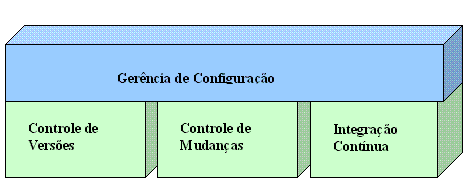 Gerência de Configuração
Controle de
Versões
Controle de
Mudanças
Integração
Contínua